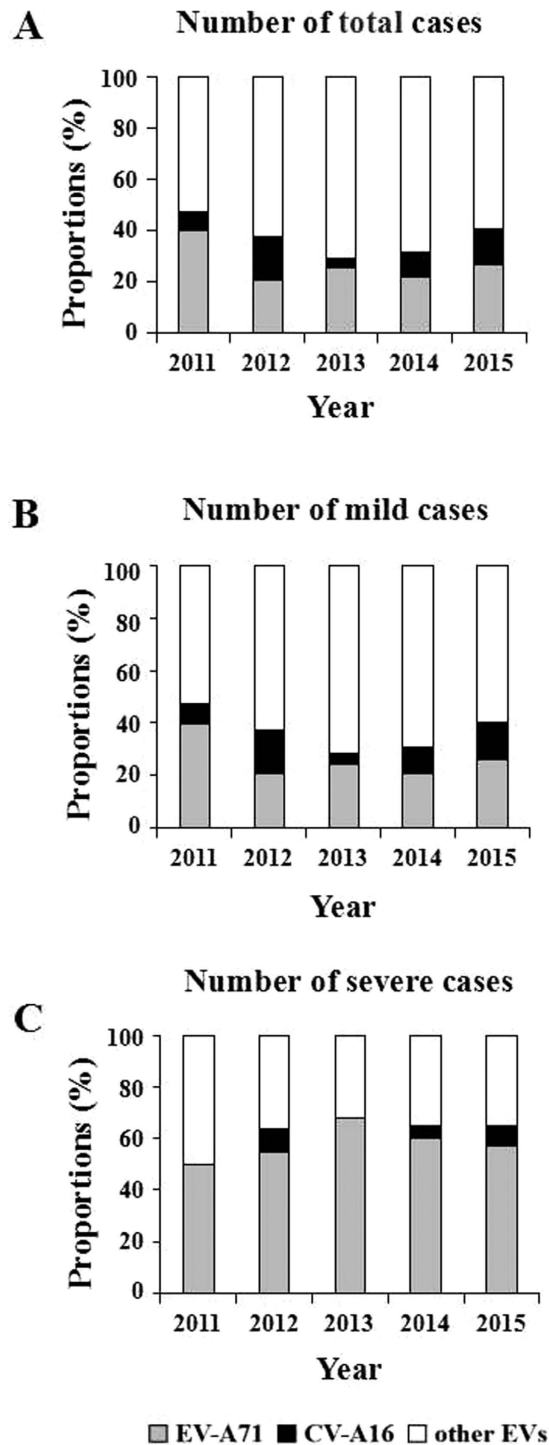 A
Number of total cases
Proportions (%)
100
80
60
40
20
0
2011 2012 2013 2014 2015
Year
B
Number of mild cases
Proportions (%)
100
80
60
40
20
0
2011 2012 2013 2014 2015
Year
C
Number of severe cases
Proportions (%)
100
80
60
40
20
0
2011 2012 2013 2014 2015
Year
EV-A71 CV-A16 other EVs